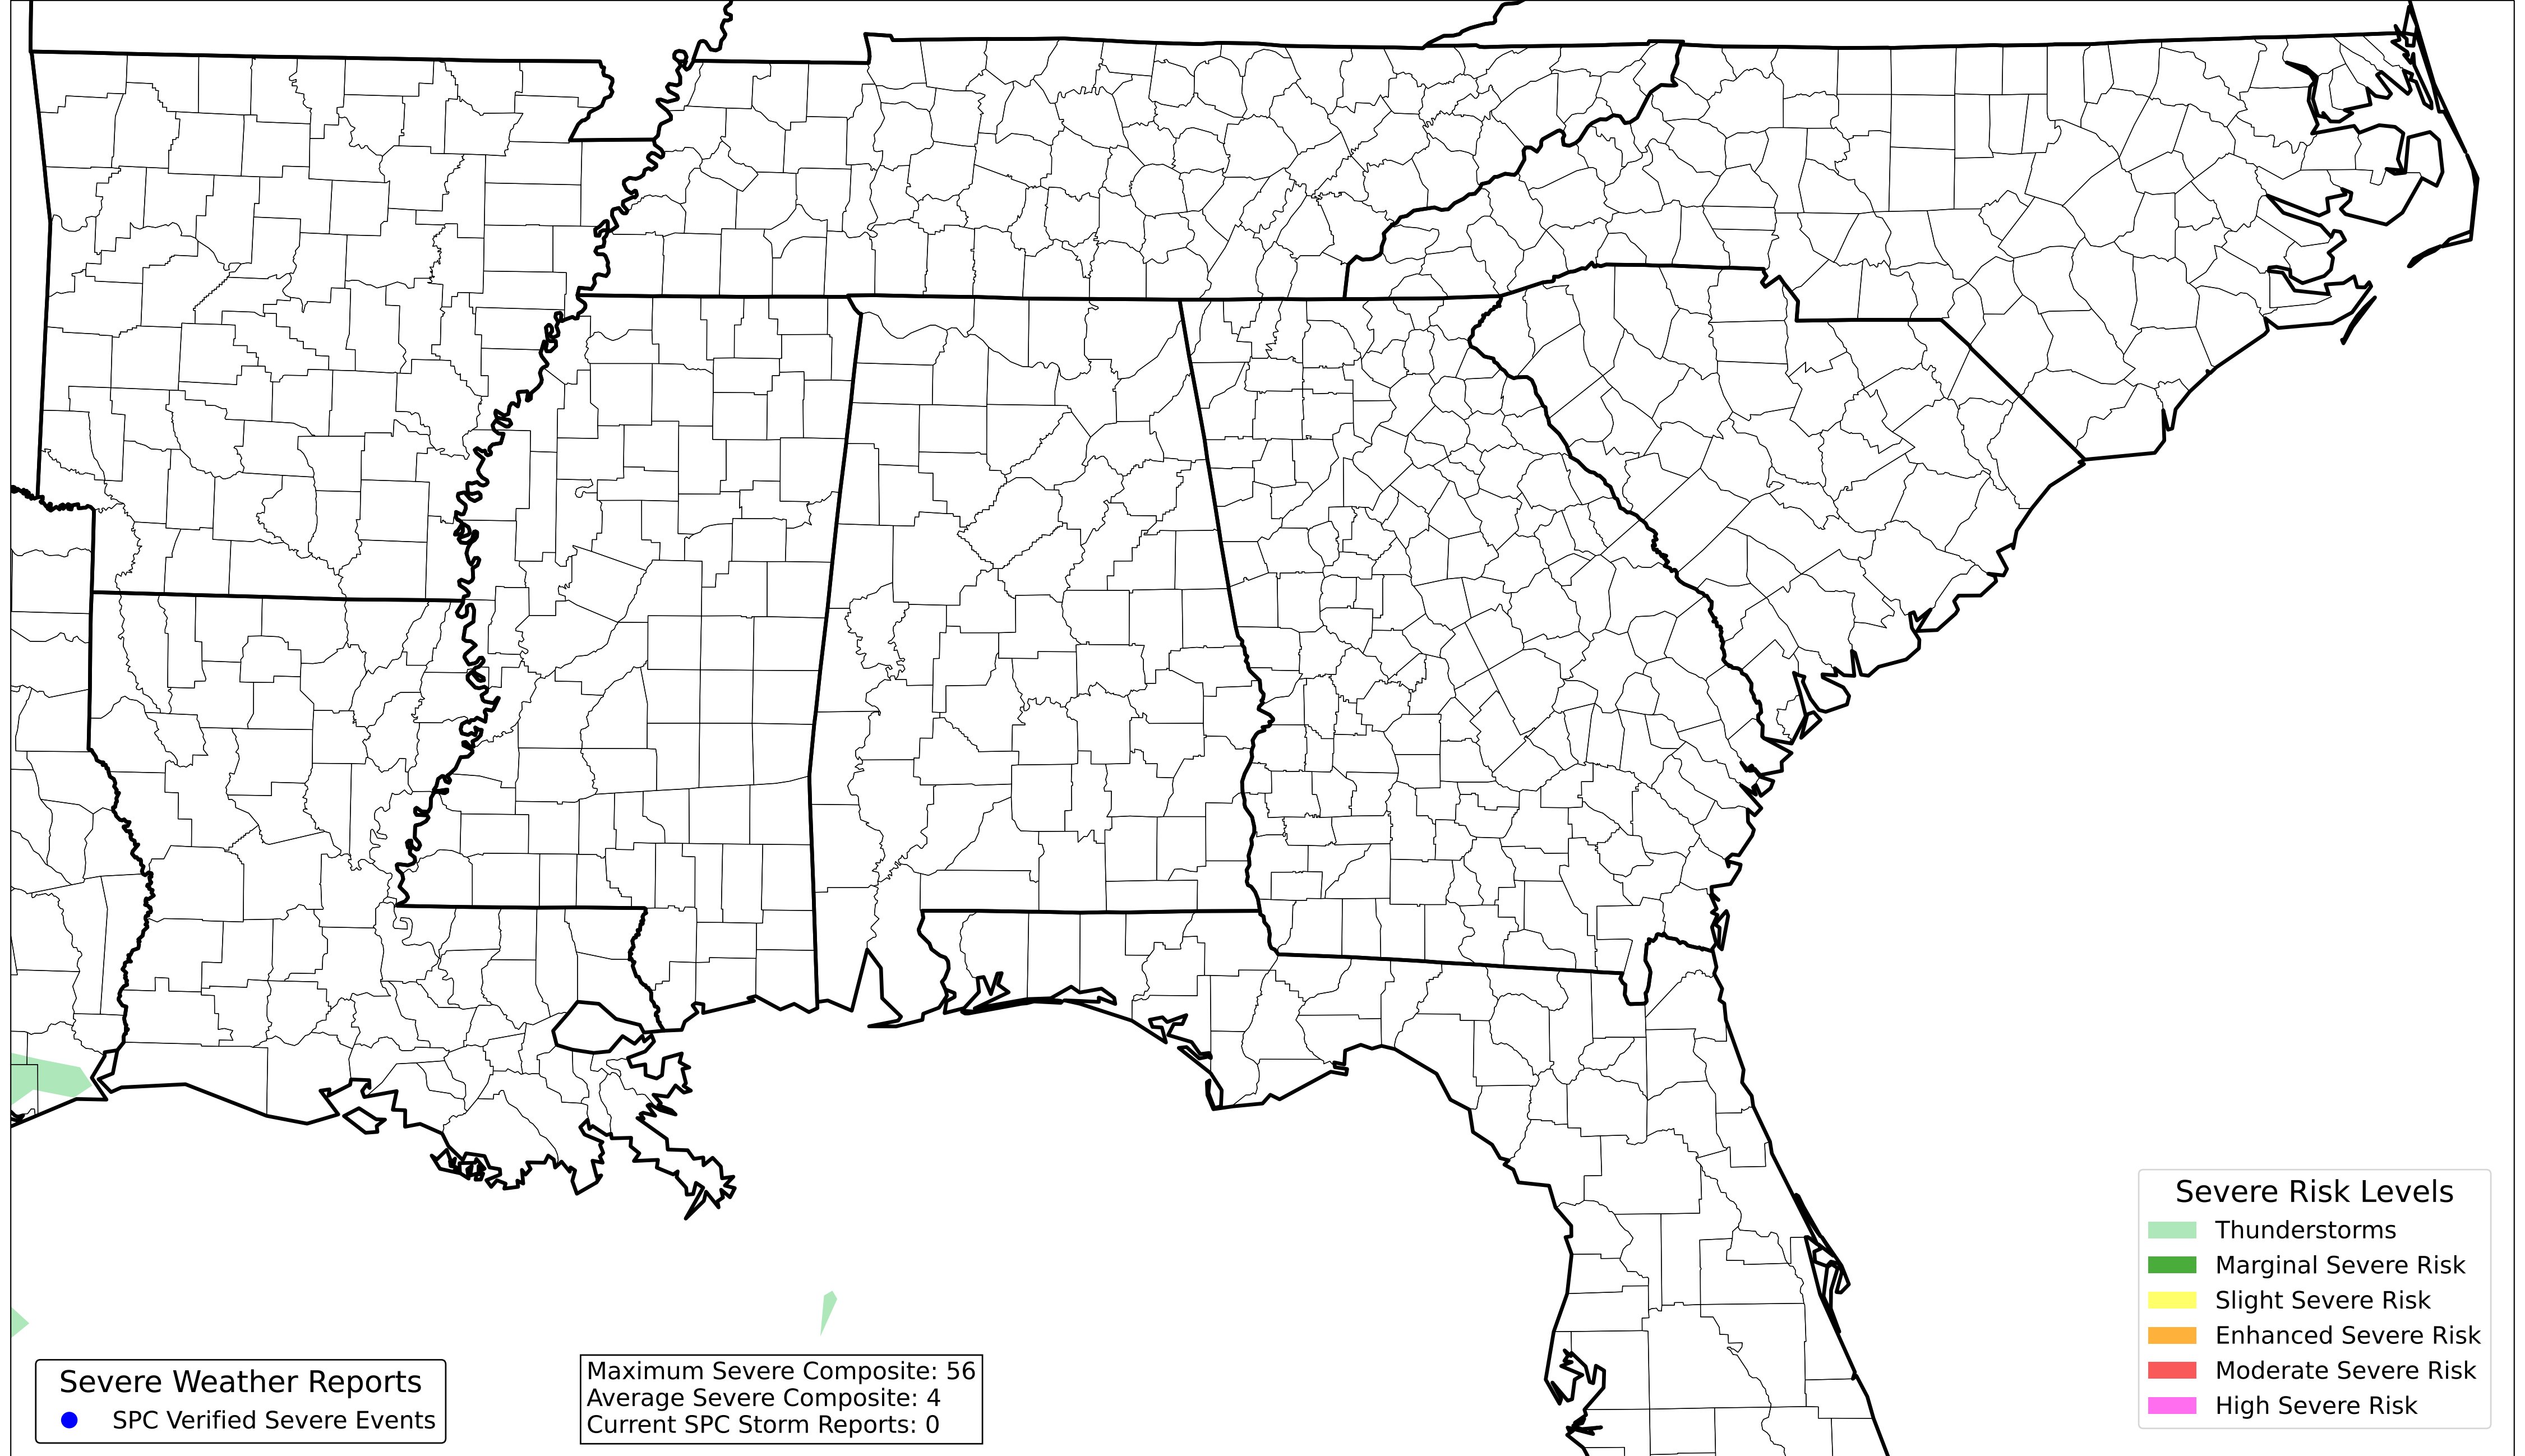 Severe Weather Reports
SPC Verified Severe Events
Maximum Severe Composite: 56
Average Severe Composite: 4
Current SPC Storm Reports: 0
Severe Risk Levels
Thunderstorms
Marginal Severe Risk
Slight Severe Risk
Enhanced Severe Risk
Moderate Severe Risk
High Severe Risk